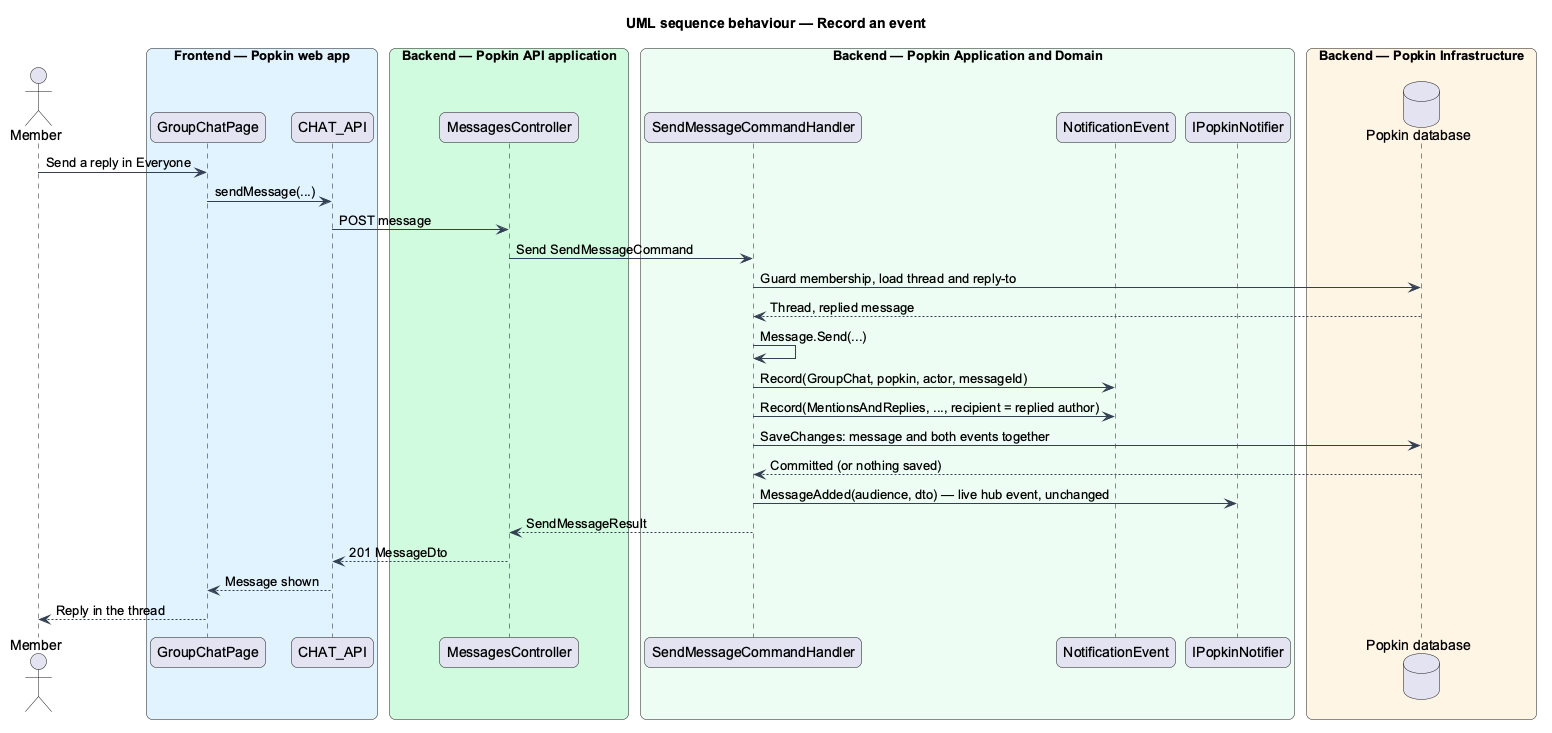 UML sequence behaviour — Record an event
Frontend — Popkin web app
Backend — Popkin API application
Backend — Popkin Application and Domain
Backend — Popkin Infrastructure
Member
GroupChatPage
CHAT_API
MessagesController
SendMessageCommandHandler
NotificationEvent
IPopkinNotifier
Popkin database
Send a reply in Everyone
sendMessage(...)
POST message
Send SendMessageCommand
Guard membership, load thread and reply-to
Thread, replied message
Message.Send(...)
Record(GroupChat, popkin, actor, messageId)
Record(MentionsAndReplies, ..., recipient = replied author)
SaveChanges: message and both events together
Committed (or nothing saved)
MessageAdded(audience, dto) — live hub event, unchanged
SendMessageResult
201 MessageDto
Message shown
Reply in the thread
Member
GroupChatPage
CHAT_API
MessagesController
SendMessageCommandHandler
NotificationEvent
IPopkinNotifier
Popkin database